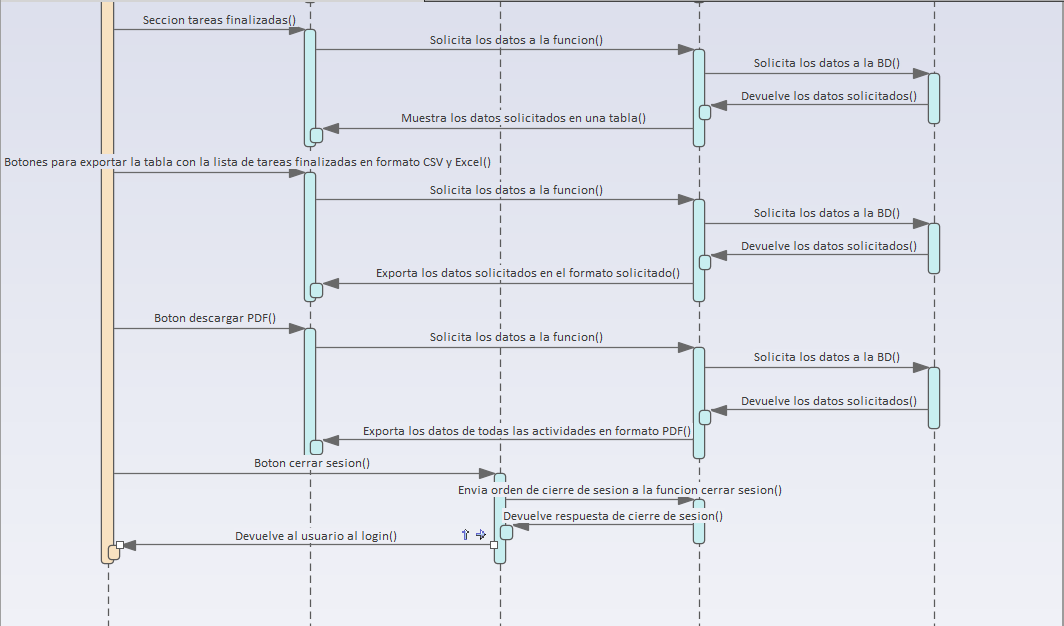 Seccion tareas finalizadas()
Solicita los datos a la funcion()
Solicita los datos a la BD()
Devuelve los datos solicitados()
Muestra los datos solicitados en una tabla()
Botones para exportar la tabla con la lista de tareas finalizadas en formato CSV y Excel()
Solicita los datos a la funcion()
Solicita los datos a la BD()
Devuelve los datos solicitados()
Exporta los datos solicitados en el formato solicitado()
Boton descargar PDF()
Solicita los datos a la funcion()
Solicita los datos a la BD()
Devuelve los datos solicitados()
Exporta los datos de todas las actividades en formato PDF()
Boton cerrar sesion()
Envia orden de cierre de sesion a la funcion cerrar sesion()
Devuelve respuesta de cierre de sesion()
Devuelve al usuario al login()